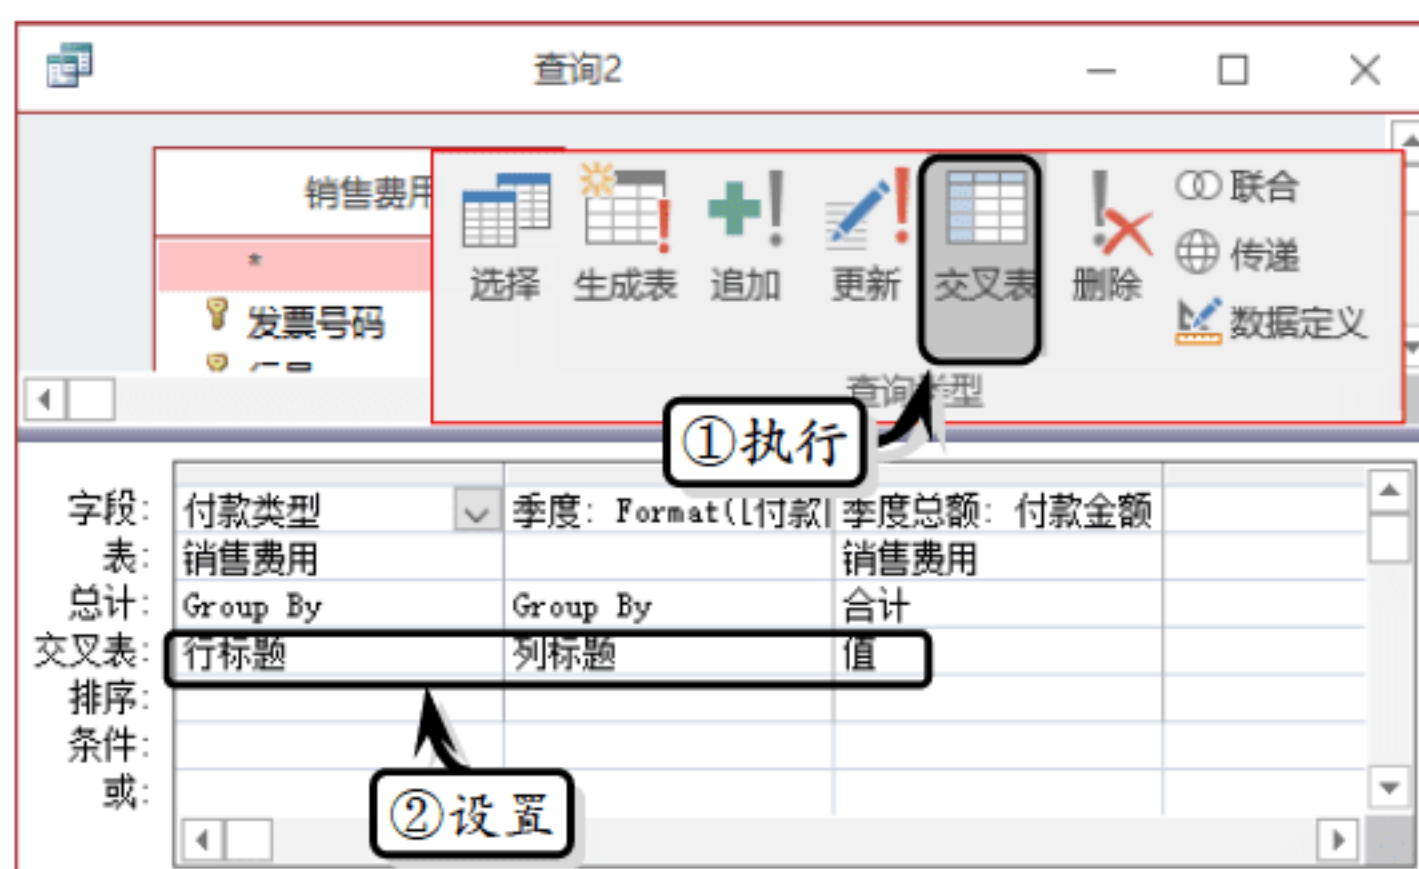 查询2
销售费用
*
发票号码
选择 生成表 追加 更新 交叉表 删除
联合
传递
数据定义
查询类型
①执行
字段: 付款类型 季度: Format([付款 季度总额: 付款金额
表: 销售费用 销售费用
总计: Group By Group By 合计
交叉表: 行标题 列标题 值
排序:
条件:
或:
②设置